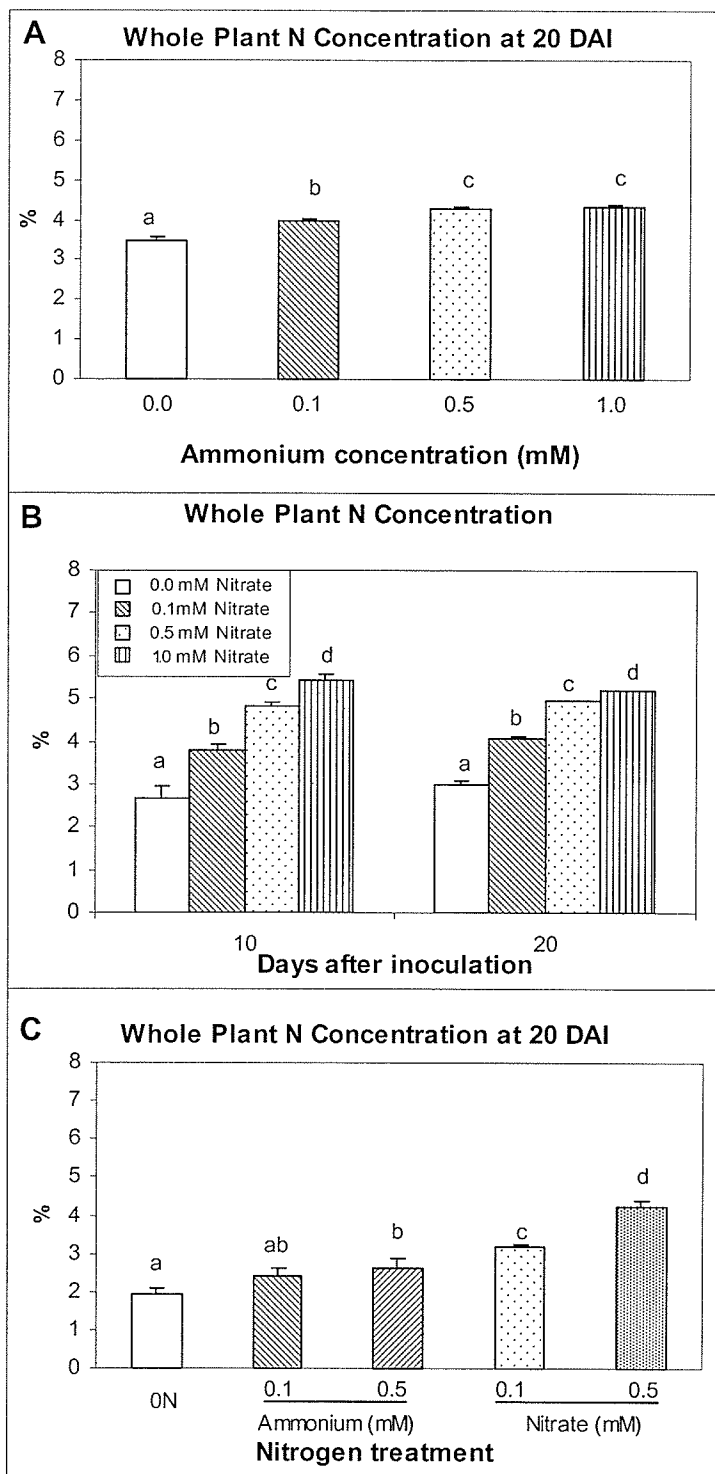 A Whole Plant N Concentration at 20 DAI
8
7
6
5
4
3
2
1
0
%
a
b
c
c
0.0 0.1 0.5 1.0
Ammonium concentration (mM)
B Whole Plant N Concentration
8
7
6
5
4
3
2
1
0
%
0.0 mM Nitrate
0.1mM Nitrate
0.5 mM Nitrate
1.0 mM Nitrate
a
b
c
d
a
b
c
d
10 20
Days after inoculation
C Whole Plant N Concentration at 20 DAI
8
7
6
5
4
3
2
1
0
%
a
ab
b
c
d
0N 0.1 0.5 0.1 0.5
Ammonium (mM) Nitrate (mM)
Nitrogen treatment